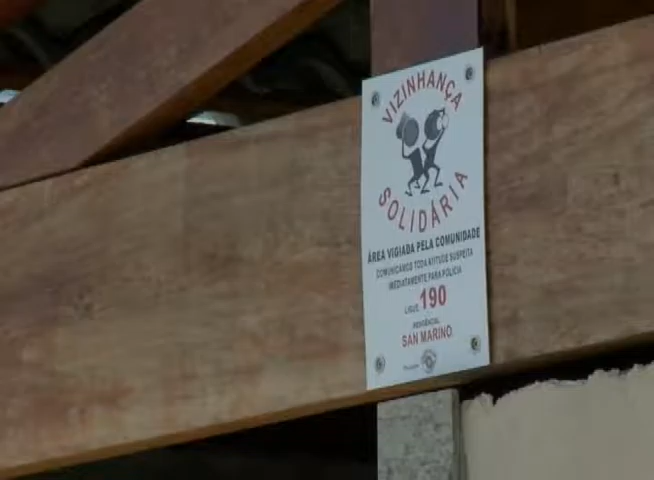 VIZINHANÇA
SOLIDÁRIA
ÁREA VIGIADA PELA COMUNIDADE
COMUNICAMOS TODA ATITUDE SUSPEITA
IMEDIATAMENTE PARA POLÍCIA
LIGUE: 190
RESIDENCIAL
SAN MARINO